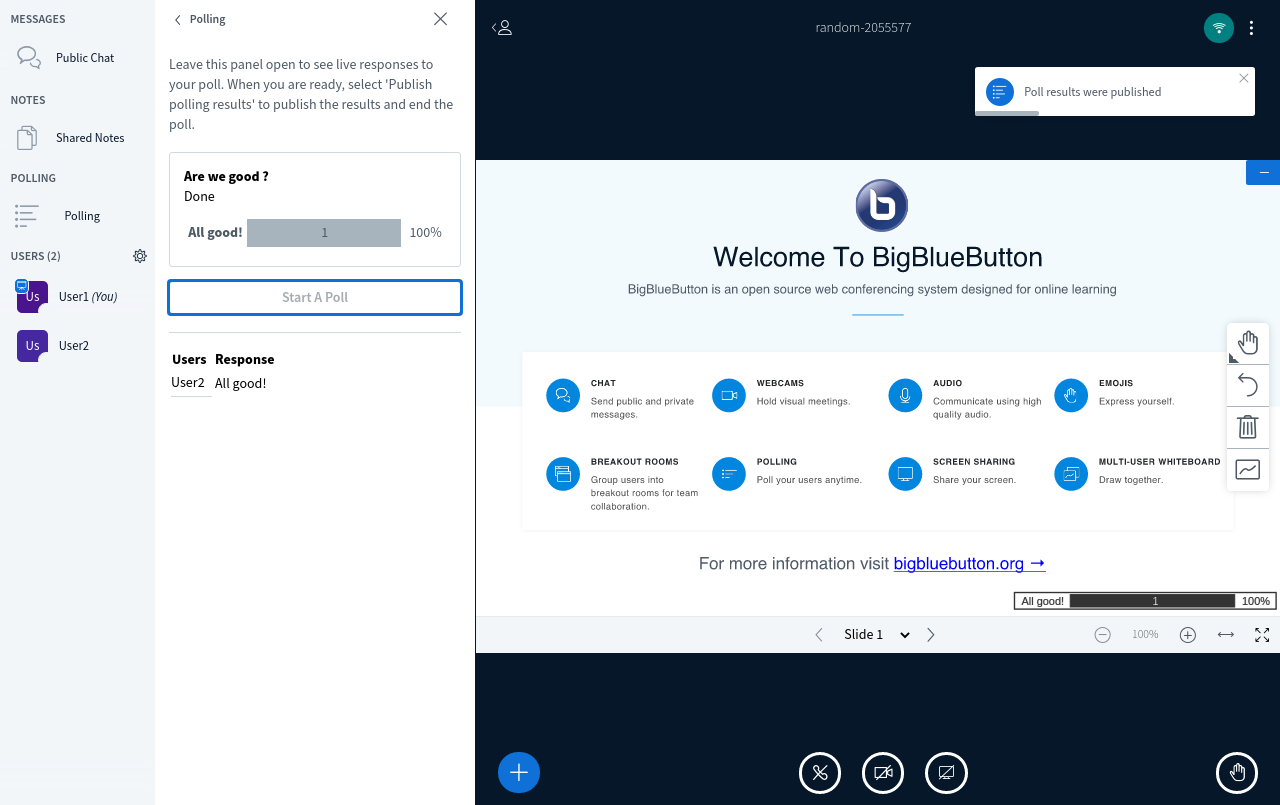 MESSAGES
Public Chat
NOTES
Shared Notes
POLLING
Polling
USERS (2)
Us
User1 (You)
Us
User2
Polling
Leave this panel open to see live responses to
your poll. When you are ready, select 'Publish
polling results' to publish the results and end the
poll.
Are we good ?
Done
All good! 1 100%
Start A Poll
Users Response
User2 All good!
random-2055577
Poll results were published
b
Welcome To BigBlueButton
BigBlueButton is an open source web conferencing system designed for online learning
CHAT
Send public and private
messages.
WEBCAMS
Hold visual meetings.
AUDIO
Communicate using high
quality audio.
EMOJIS
Express yourself.
BREAKOUT ROOMS
Group users into
breakout rooms for team
collaboration.
POLLING
Poll your users anytime.
SCREEN SHARING
Share your screen.
MULTI-USER WHITEBOARD
Draw together.
For more information visit bigbluebutton.org →
All good! 1 100%
Slide 1
100%